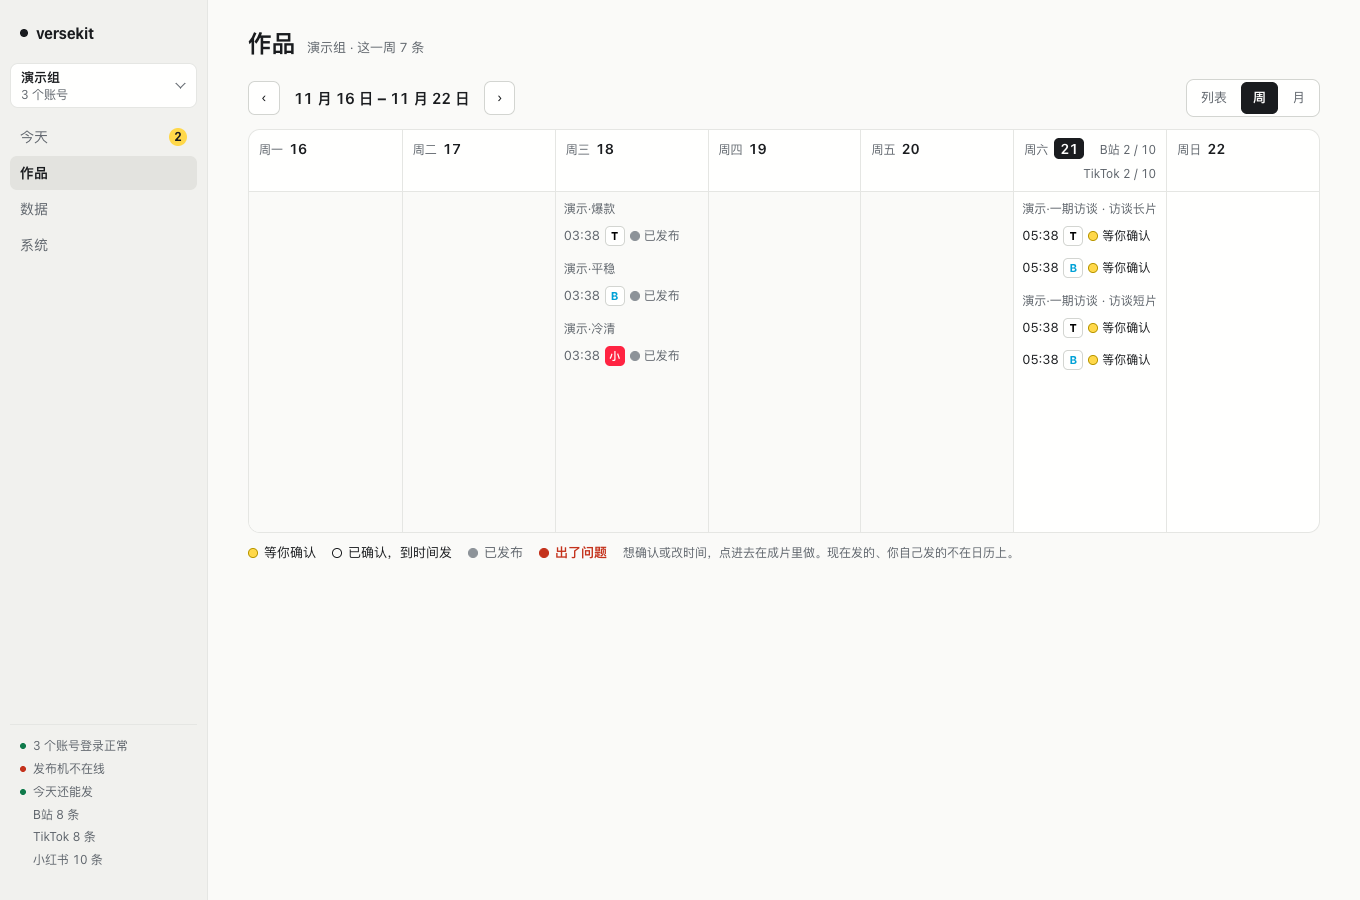 versekit
演示组
3 个账号
今天 2
作品
数据
系统
3 个账号登录正常
发布机不在线
今天还能发
B站 8 条
TikTok 8 条
小红书 10 条
作品 演示组 · 这一周 7 条
‹ 11 月 16 日 – 11 月 22 日 ›
列表 周 月
周一 16
周二 17
周三 18
周四 19
周五 20
周六 21 B站 2 / 10
TikTok 2 / 10
周日 22
演示·爆款
03:38 T 已发布
演示·平稳
03:38 B 已发布
演示·冷清
03:38 小 已发布
演示·一期访谈 · 访谈长片
05:38 T 等你确认
05:38 B 等你确认
演示·一期访谈 · 访谈短片
05:38 T 等你确认
05:38 B 等你确认
等你确认 已确认，到时间发 已发布 出了问题 想确认或改时间，点进去在成片里做。现在发的、你自己发的不在日历上。